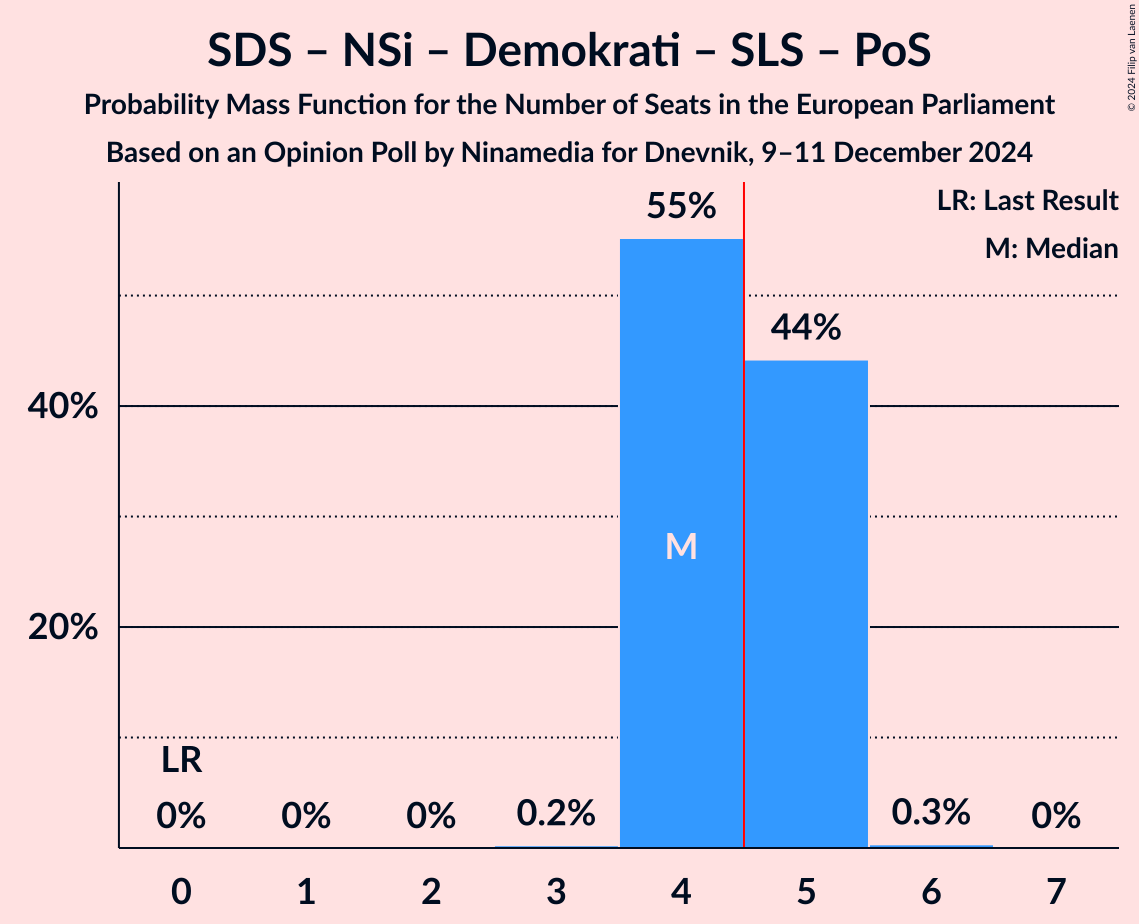 SDS – NSi – Demokrati – SLS – PoS
Probability Mass Function for the Number of Seats in the European Parliament
Based on an Opinion Poll by Ninamedia for Dnevnik, 9–11 December 2024
© 2024 Filip van Laenen
LR: Last Result
M: Median
55%
44%
40%
M
20%
LR
0% 0% 0% 0.2% 0.3% 0%
0 1 2 3 4 5 6 7